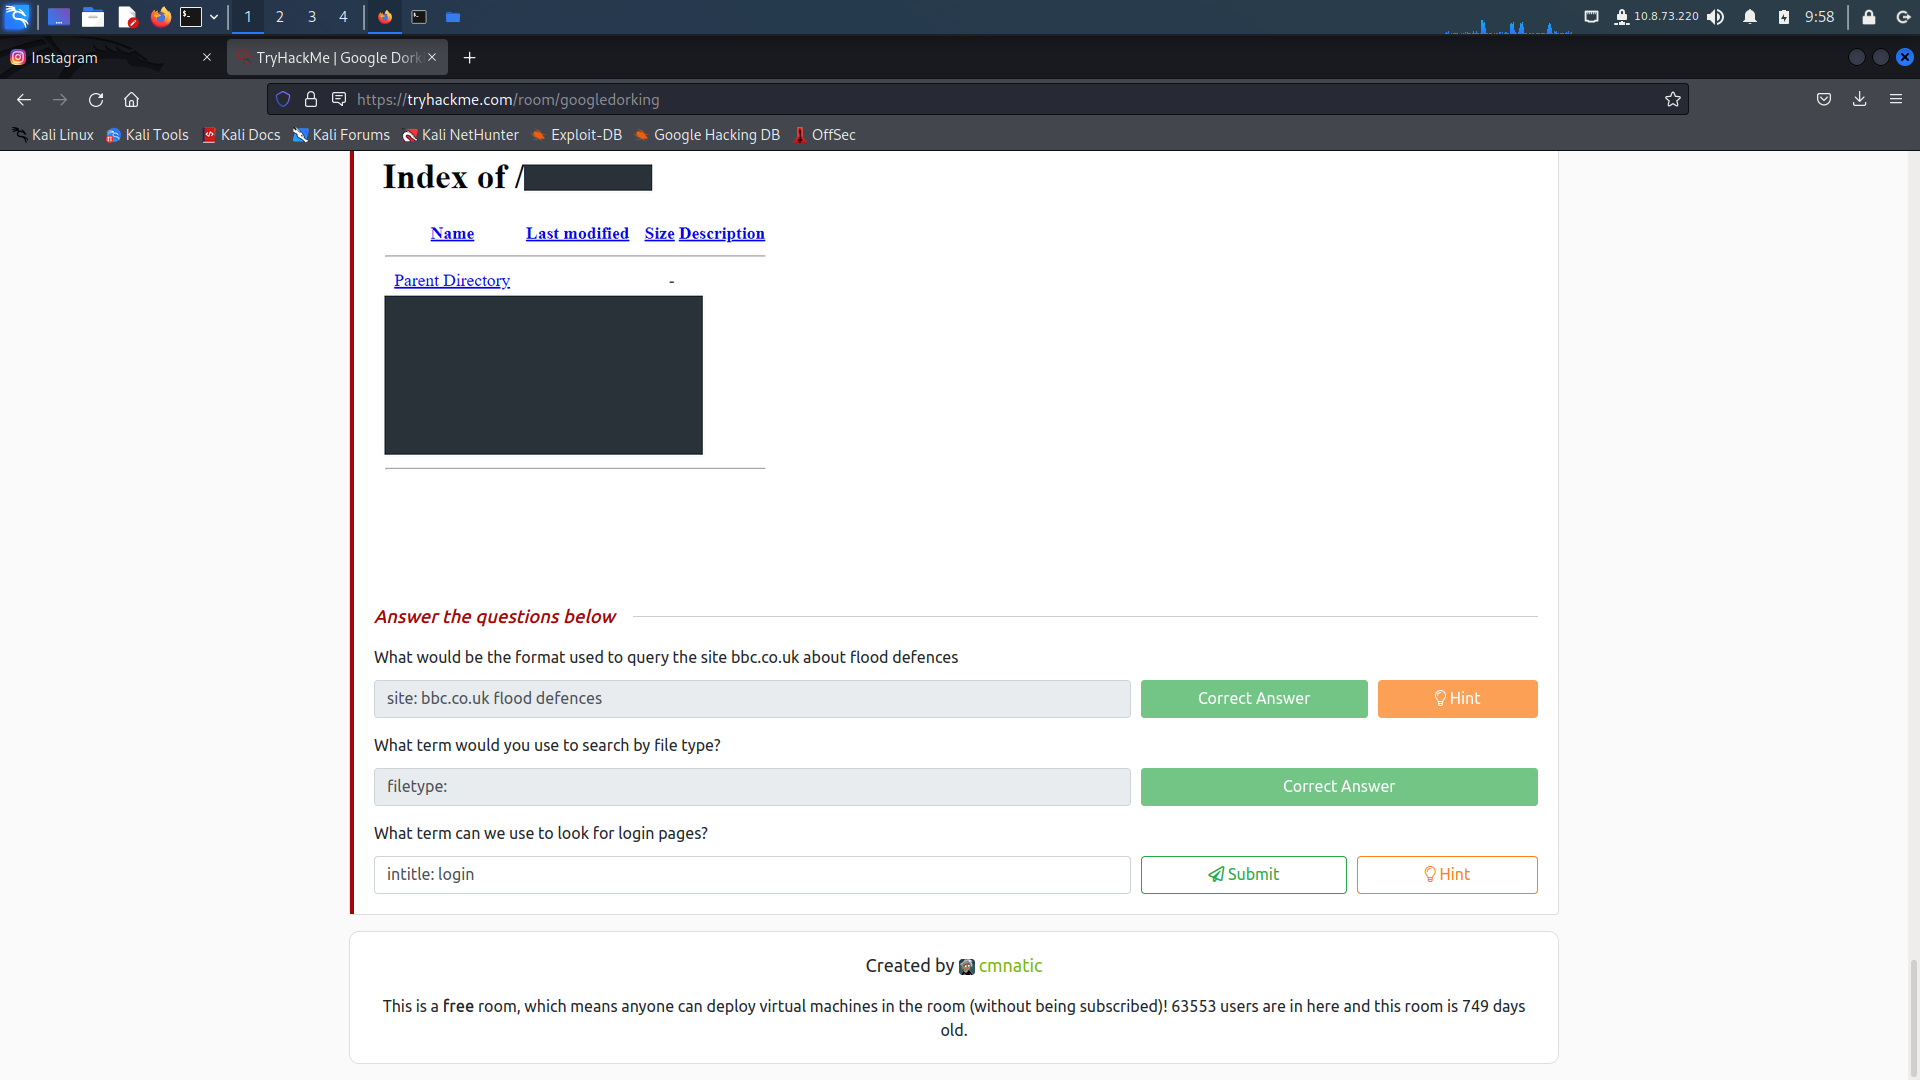 1 2 3 4 10.8.73.220 9:58
Instagram TryHackMe | Google Dork
https://tryhackme.com/room/googledorking
Kali Linux Kali Tools Kali Docs Kali Forums Kali NetHunter Exploit-DB Google Hacking DB OffSec
Index of /
Name Last modified Size Description
Parent Directory -
Answer the questions below
What would be the format used to query the site bbc.co.uk about flood defences
site: bbc.co.uk flood defences Correct Answer Hint
What term would you use to search by file type?
filetype: Correct Answer
What term can we use to look for login pages?
intitle: login Submit Hint
Created by cmnatic
This is a free room, which means anyone can deploy virtual machines in the room (without being subscribed)! 63553 users are in here and this room is 749 days
old.